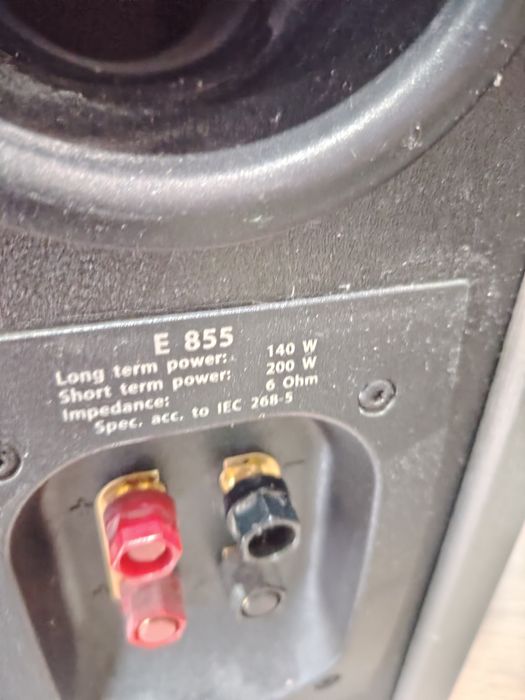 E 855
Long term power: 140 W
Short term power: 200 W
Impedance: 6 Ohm
Spec. acc. to IEC 268-5